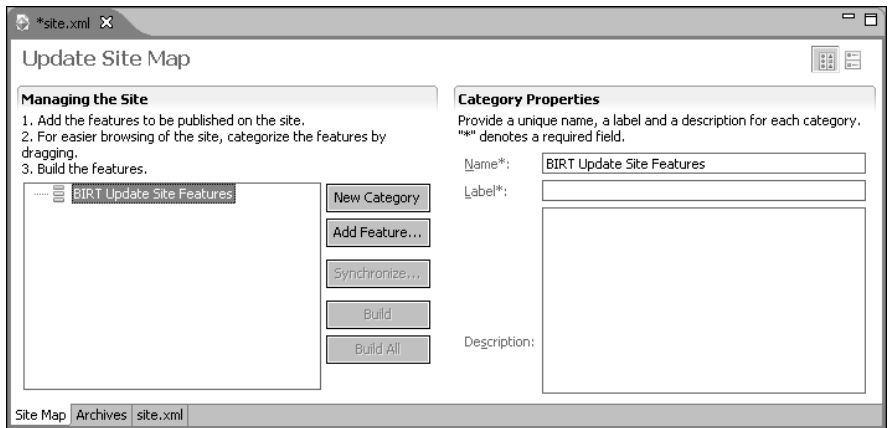 *site.xml
Update Site Map
Managing the Site
1. Add the features to be published on the site.
2. For easier browsing of the site, categorize the features by
dragging.
3. Build the features.
BIRT Update Site Features
New Category
Add Feature...
Synchronize...
Build
Build All
Category Properties
Provide a unique name, a label and a description for each category.
"*" denotes a required field.
Name*: BIRT Update Site Features
Label*:
Description:
Site Map Archives site.xml